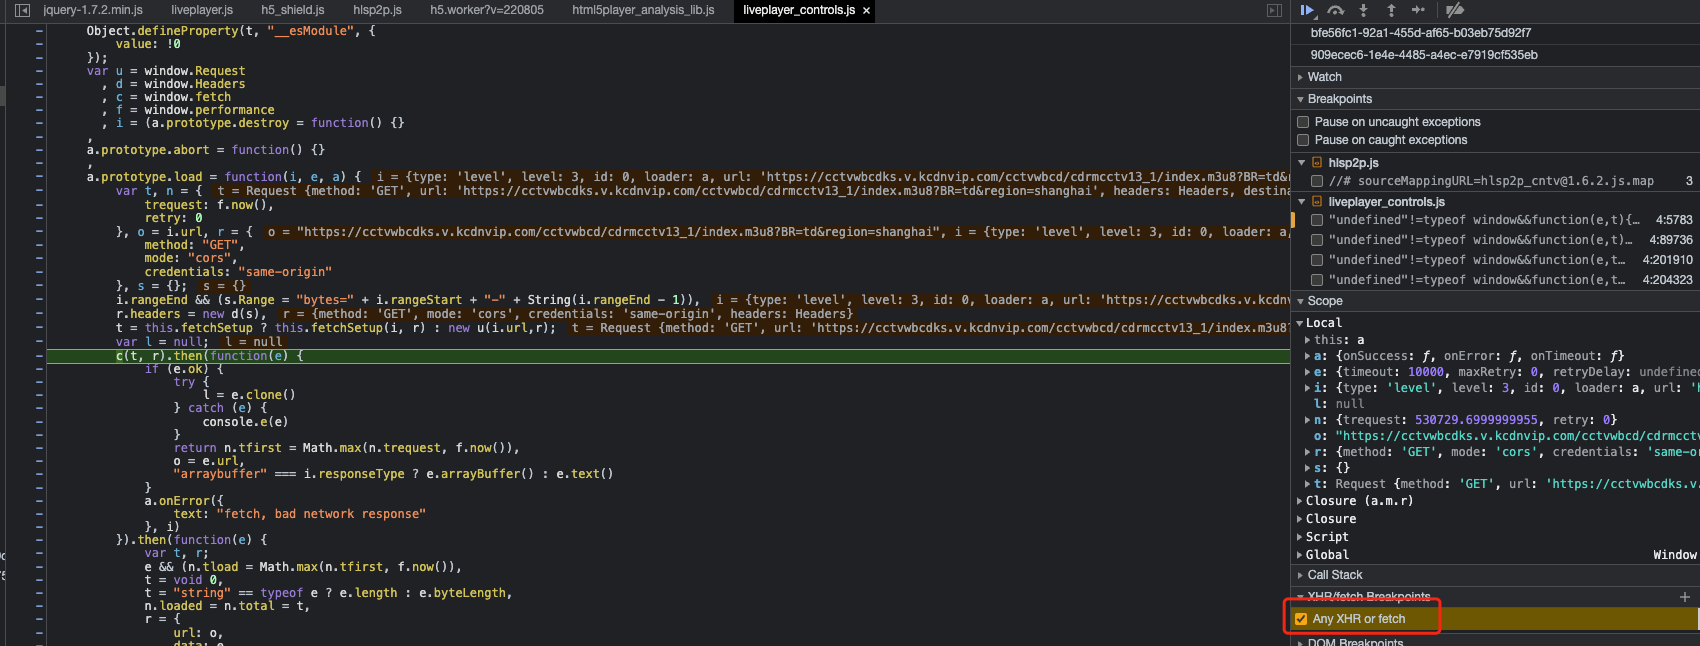 jquery-1.7.2.min.js liveplayer.js h5_shield.js hlsp2p.js h5.worker?v=220805 html5player_analysis_lib.js liveplayer_controls.js ×
Object.defineProperty(t, "__esModule", {
value: !0
});
var u = window.Request
, d = window.Headers
, c = window.fetch
, f = window.performance
, i = (a.prototype.destroy = function() {}
,
a.prototype.abort = function() {}
,
a.prototype.load = function(i, e, a) { i = {type: 'level', level: 3, id: 0, loader: a, url: 'https://cctvwbcdks.v.kcdnvip.com/cctvwbcd/cdrmcctv13_1/index.m3u8?BR=td&r
var t, n = { t = Request {method: 'GET', url: 'https://cctvwbcdks.v.kcdnvip.com/cctvwbcd/cdrmcctv13_1/index.m3u8?BR=td&region=shanghai', headers: Headers, destina
trequest: f.now(),
retry: 0
}, o = i.url, r = { o = "https://cctvwbcdks.v.kcdnvip.com/cctvwbcd/cdrmcctv13_1/index.m3u8?BR=td&region=shanghai", i = {type: 'level', level: 3, id: 0, loader: a,
method: "GET",
mode: "cors",
credentials: "same-origin"
}, s = {}; s = {}
i.rangeEnd && (s.Range = "bytes=" + i.rangeStart + "-" + String(i.rangeEnd - 1)), i = {type: 'level', level: 3, id: 0, loader: a, url: 'https://cctvwbcdks.v.kcdnv
r.headers = new d(s), r = {method: 'GET', mode: 'cors', credentials: 'same-origin', headers: Headers}
t = this.fetchSetup ? this.fetchSetup(i, r) : new u(i.url,r); t = Request {method: 'GET', url: 'https://cctvwbcdks.v.kcdnvip.com/cctvwbcd/cdrmcctv13_1/index.m3u8?
var l = null; l = null
c(t, r).then(function(e) {
if (e.ok) {
try {
l = e.clone()
} catch (e) {
console.e(e)
}
return n.tfirst = Math.max(n.trequest, f.now()),
o = e.url,
"arraybuffer" === i.responseType ? e.arrayBuffer() : e.text()
}
a.onError({
text: "fetch, bad network response"
}, i)
}).then(function(e) {
var t, r;
e && (n.tload = Math.max(n.tfirst, f.now()),
t = void 0,
t = "string" == typeof e ? e.length : e.byteLength,
n.loaded = n.total = t,
r = {
url: o,
bfe56fc1-92a1-455d-af65-b03eb75d92f7
909ecec6-1e4e-4485-a4ec-e7919cf535eb
Watch
Breakpoints
Pause on uncaught exceptions
Pause on caught exceptions
hlsp2p.js
//# sourceMappingURL=hlsp2p_cntv@1.6.2.js.map 3
liveplayer_controls.js
"undefined"!=typeof window&&function(e,t){… 4:5783
"undefined"!=typeof window&&function(e,t)… 4:89736
"undefined"!=typeof window&&function(e,t… 4:201910
"undefined"!=typeof window&&function(e,t… 4:204323
Scope
Local
this: a
a: {onSuccess: ƒ, onError: ƒ, onTimeout: ƒ}
e: {timeout: 10000, maxRetry: 0, retryDelay: undefined
i: {type: 'level', level: 3, id: 0, loader: a, url: 'h
l: null
n: {trequest: 530729.6999999955, retry: 0}
o: "https://cctvwbcdks.v.kcdnvip.com/cctvwbcd/cdrmcctv
r: {method: 'GET', mode: 'cors', credentials: 'same-or
s: {}
t: Request {method: 'GET', url: 'https://cctvwbcdks.v.
Closure (a.m.r)
Closure
Script
Global Window
Call Stack
XHR/fetch Breakpoints
Any XHR or fetch
DOM Breakpoints